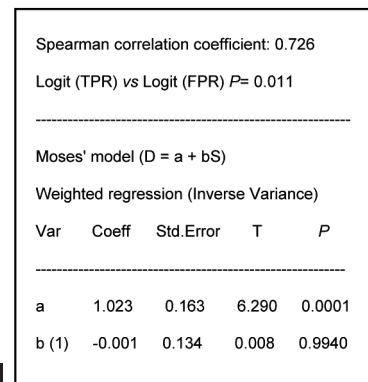 Spearman correlation coefficient: 0.726
Logit (TPR) vs Logit (FPR) P= 0.011
Moses' model (D = a + bS)
Weighted regression (Inverse Variance)
Var Coeff Std.Error T P
a 1.023 0.163 6.290 0.0001
b (1) -0.001 0.134 0.008 0.9940